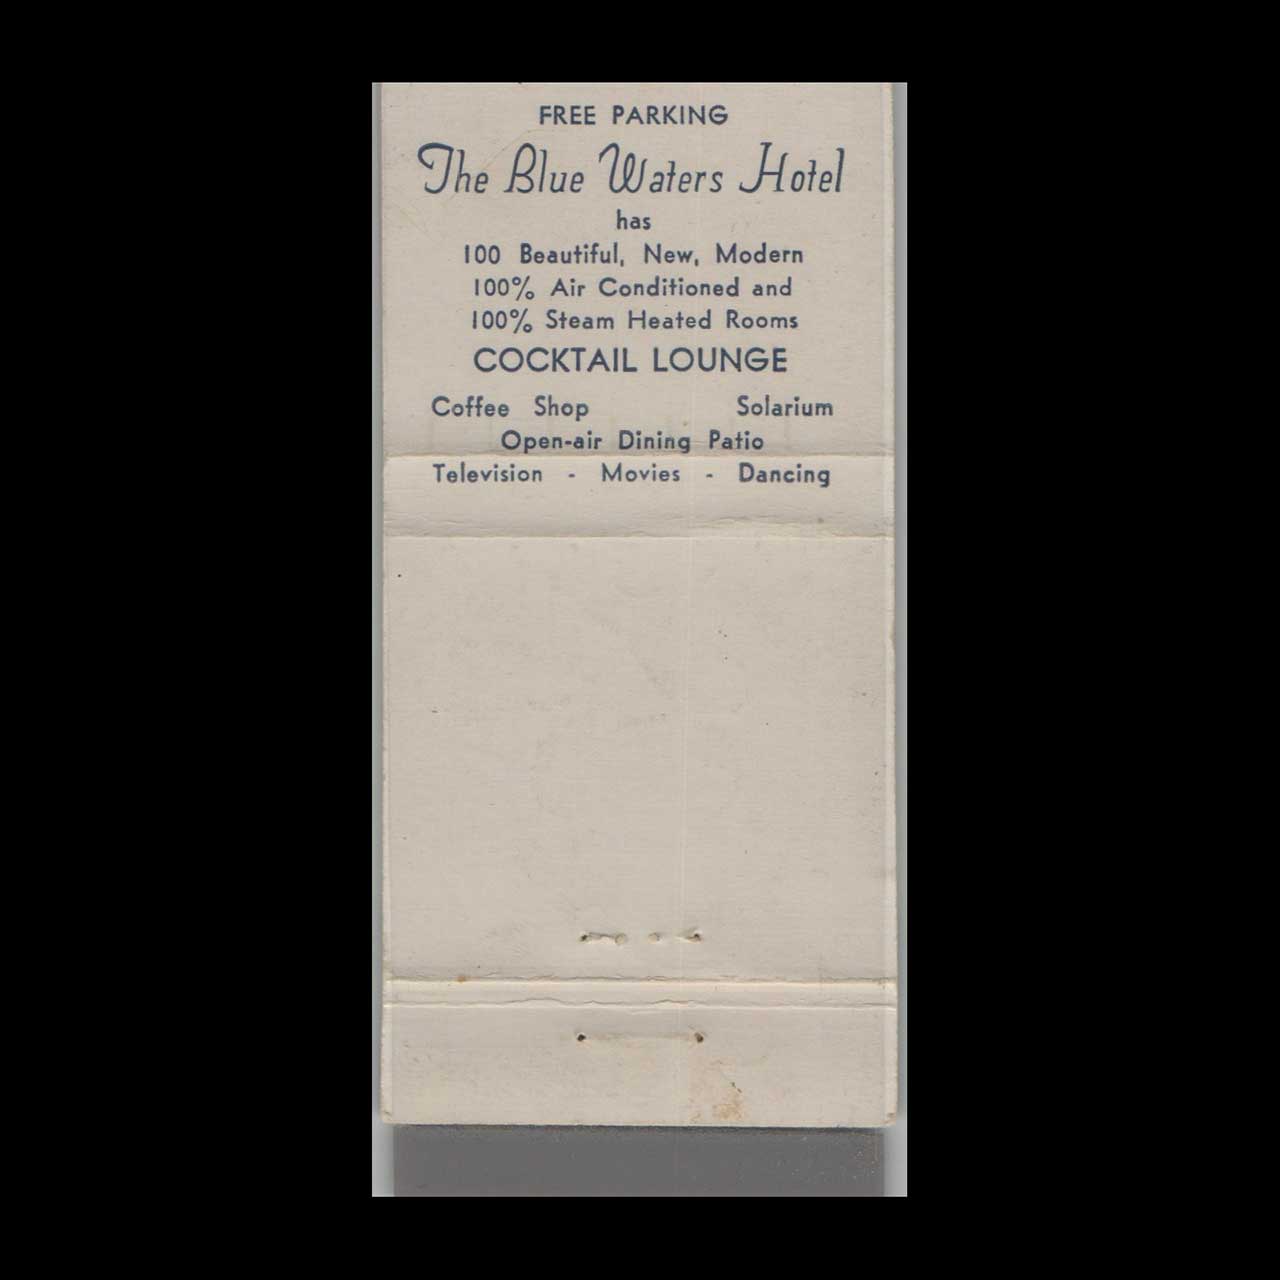 FREE PARKING
The Blue Waters Hotel
has
100 Beautiful, New, Modern
100% Air Conditioned and
100% Steam Heated Rooms
COCKTAIL LOUNGE
Coffee Shop Solarium
Open-air Dining Patio
Television - Movies - Dancing